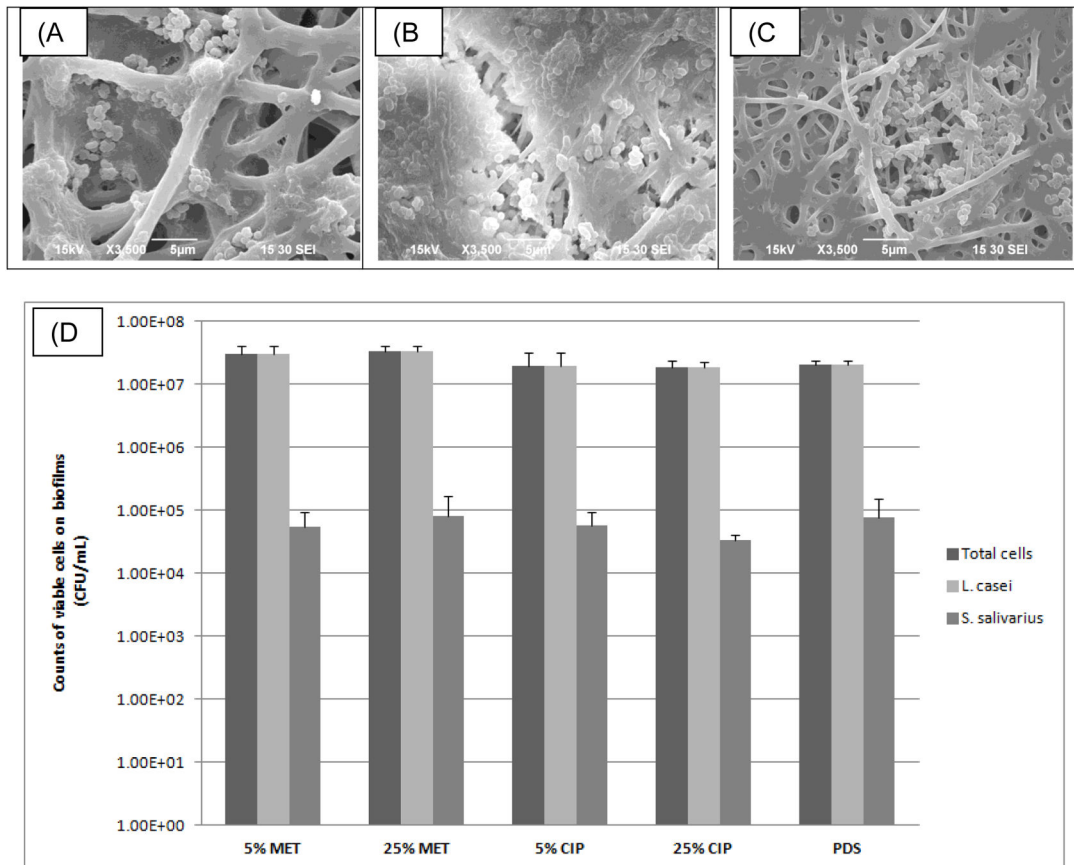 (A
15kV X3,500 5µm 15 30 SEI
(B
15kV X3,500 5µm 15 30 SEI
(C
15kV X3,500 5µm 15 30 SEI
(D
Counts of viable cells on biofilms
(CFU/mL)
1.00E+08
1.00E+07
1.00E+06
1.00E+05
1.00E+04
1.00E+03
1.00E+02
1.00E+01
1.00E+00
5% MET
25% MET
5% CIP
25% CIP
PDS
Total cells
L. casei
S. salivarius